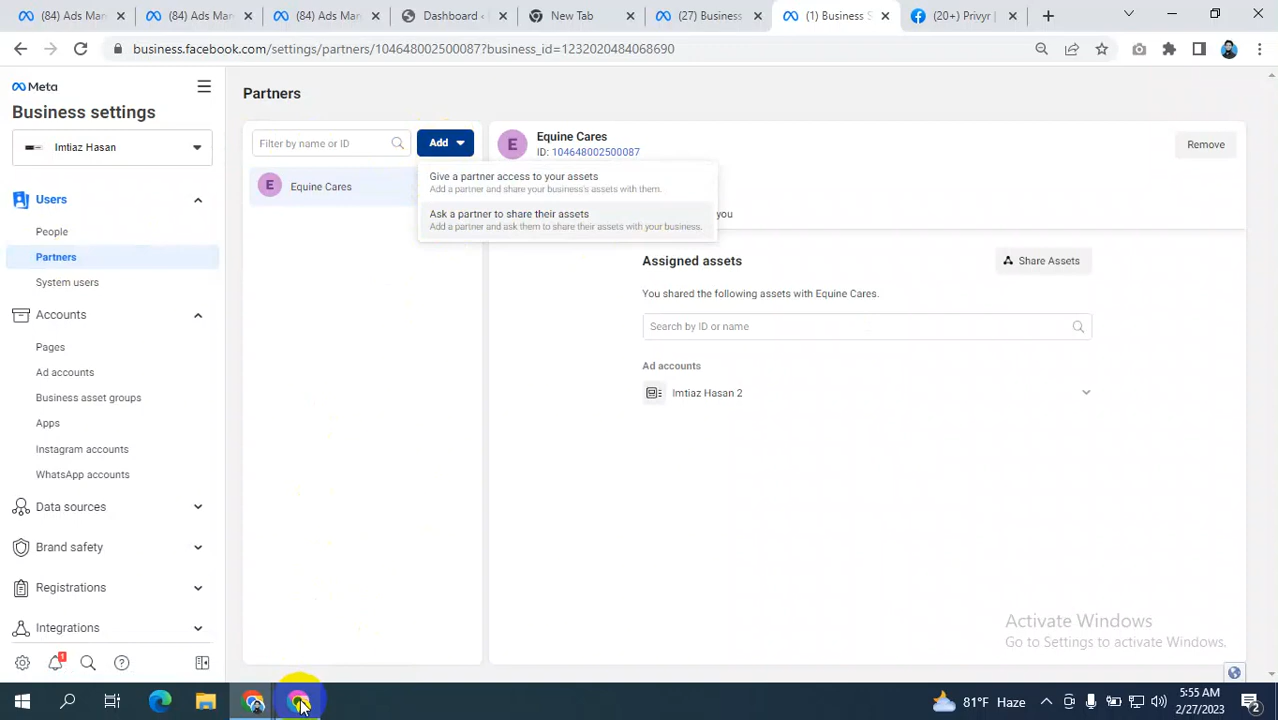 (84) Ads Man
(84) Ads Man
(84) Ads Man
Dashboard
New Tab
(27) Business
(1) Business S
(20+) Privyr |
business.facebook.com/settings/partners/104648002500087?business_id=1232020484068690
Meta
Business settings
Imtiaz Hasan
Users
People
Partners
System users
Accounts
Pages
Ad accounts
Business asset groups
Apps
Instagram accounts
WhatsApp accounts
Data sources
Brand safety
Registrations
Integrations
1
Partners
Filter by name or ID
Add
E
Equine Cares
Give a partner access to your assets
Add a partner and share your business's assets with them.
Ask a partner to share their assets
Add a partner and ask them to share their assets with your business.
E
Equine Cares
ID: 104648002500087
Remove
you
Assigned assets
Share Assets
You shared the following assets with Equine Cares.
Search by ID or name
Ad accounts
Imtiaz Hasan 2
Activate Windows
Go to Settings to activate Windows.
81°F Haze
5:55 AM
2/27/2023
2